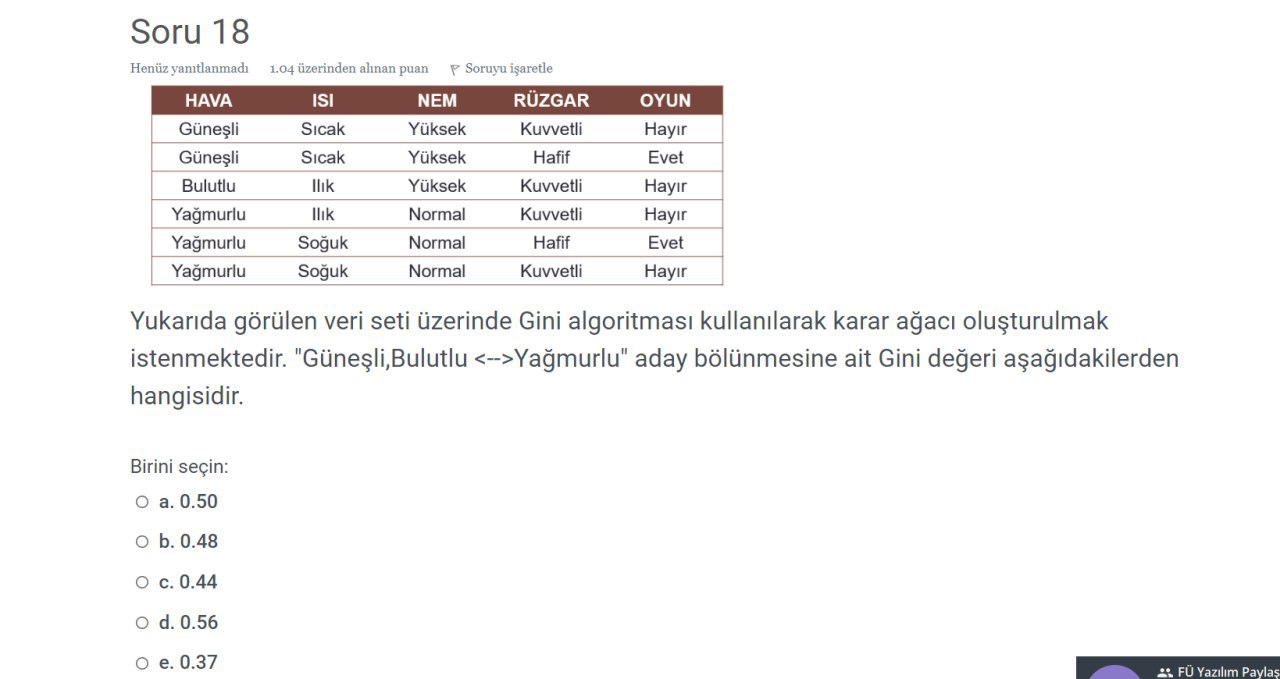 Soru 18
Henüz yanıtlanmadı 1.04 üzerinden alınan puan Soruyu işaretle
HAVA ISI NEM RÜZGAR OYUN
Güneşli Sıcak Yüksek Kuvvetli Hayır
Güneşli Sıcak Yüksek Hafif Evet
Bulutlu Ilık Yüksek Kuvvetli Hayır
Yağmurlu Ilık Normal Kuvvetli Hayır
Yağmurlu Soğuk Normal Hafif Evet
Yağmurlu Soğuk Normal Kuvvetli Hayır
Yukarıda görülen veri seti üzerinde Gini algoritması kullanılarak karar ağacı oluşturulmak
istenmektedir. "Güneşli,Bulutlu <-->Yağmurlu" aday bölünmesine ait Gini değeri aşağıdakilerden
hangisidir.
Birini seçin:
a. 0.50
b. 0.48
c. 0.44
d. 0.56
e. 0.37
FÜ Yazılım Paylaş